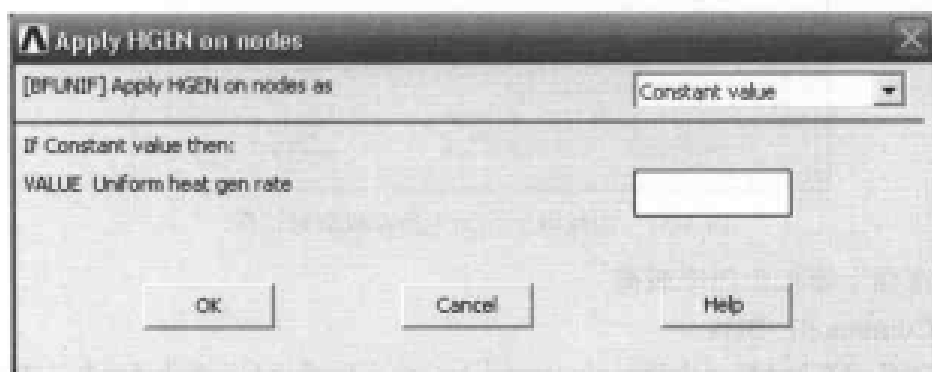 Apply HGEN on nodes
[BFUNIF] Apply HGEN on nodes as
Constant value
If Constant value then:
VALUE Uniform heat gen rate
OK
Cancel
Help